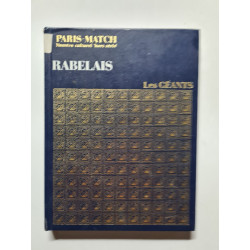 PARIS-MATCH
Numéro culturel 'hors série'
RABELAIS
Les GÉANTS